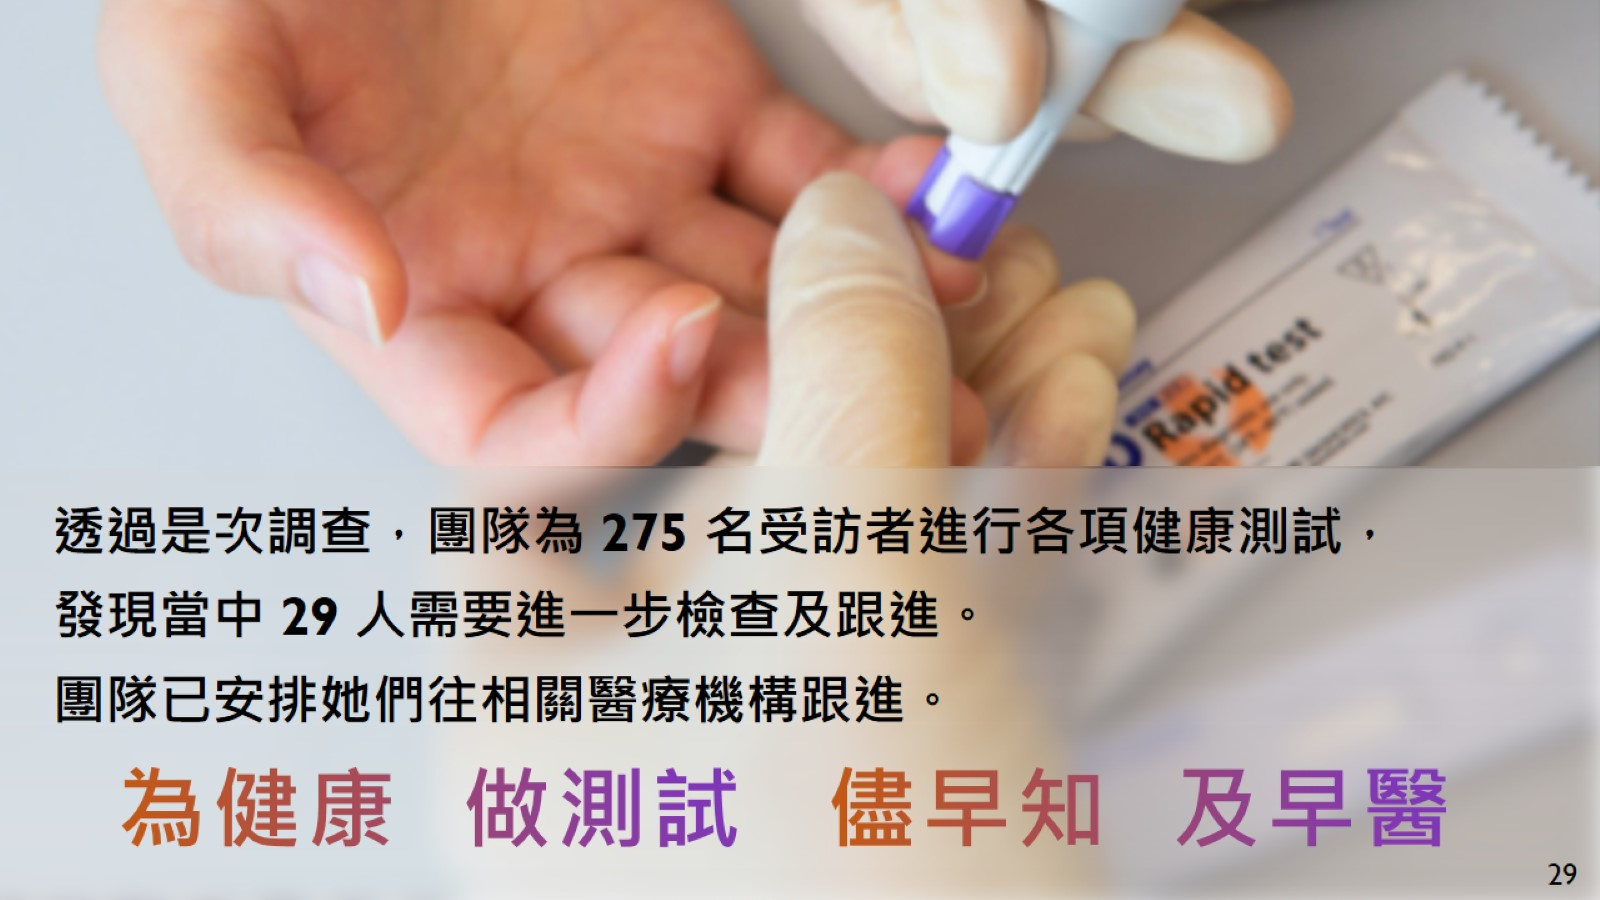 Rapid test
透過是次調查，團隊為 275 名受訪者進行各項健康測試，
發現當中 29 人需要進一步檢查及跟進。
團隊已安排她們往相關醫療機構跟進。
為健康 做測試 儘早知 及早醫
29